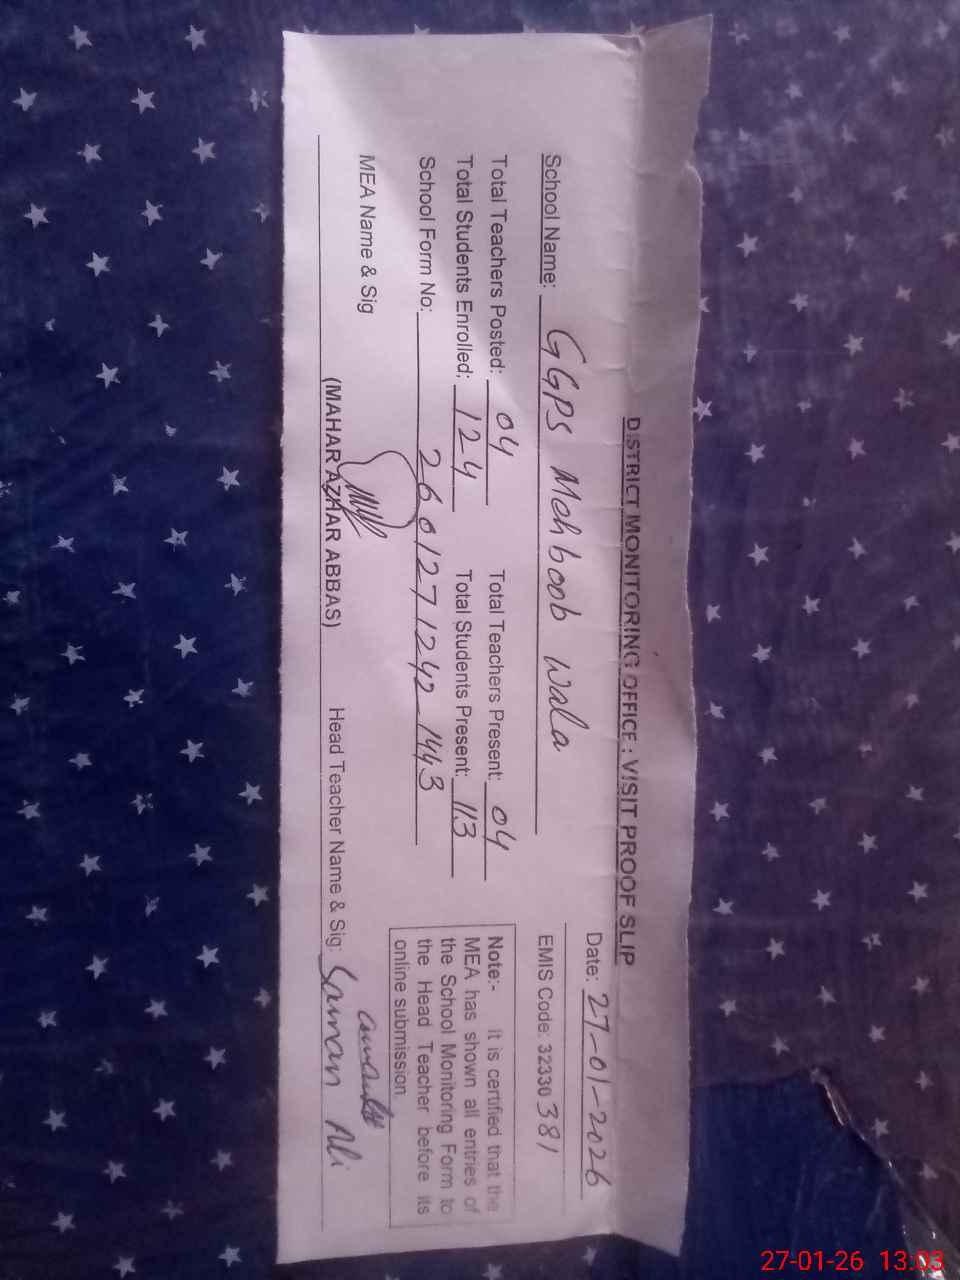 DISTRICT MONITORING OFFICE : VISIT PROOF SLIP
Date: 27-01-2026
School Name: GGPS Mehboob Wala
EMIS Code: 32330381
Total Teachers Posted: 04 Total Teachers Present: 04
Total Students Enrolled: 124 Total Students Present: 113
School Form No: 260127 1242 1443
Note:- it is certified that the
MEA has shown all entries of
the School Monitoring Form to
the Head Teacher before its
online submission.
MEA Name & Sig
(MAHAR AZHAR ABBAS)
Head Teacher Name & Sig: Saman Ali
27-01-26 13:03